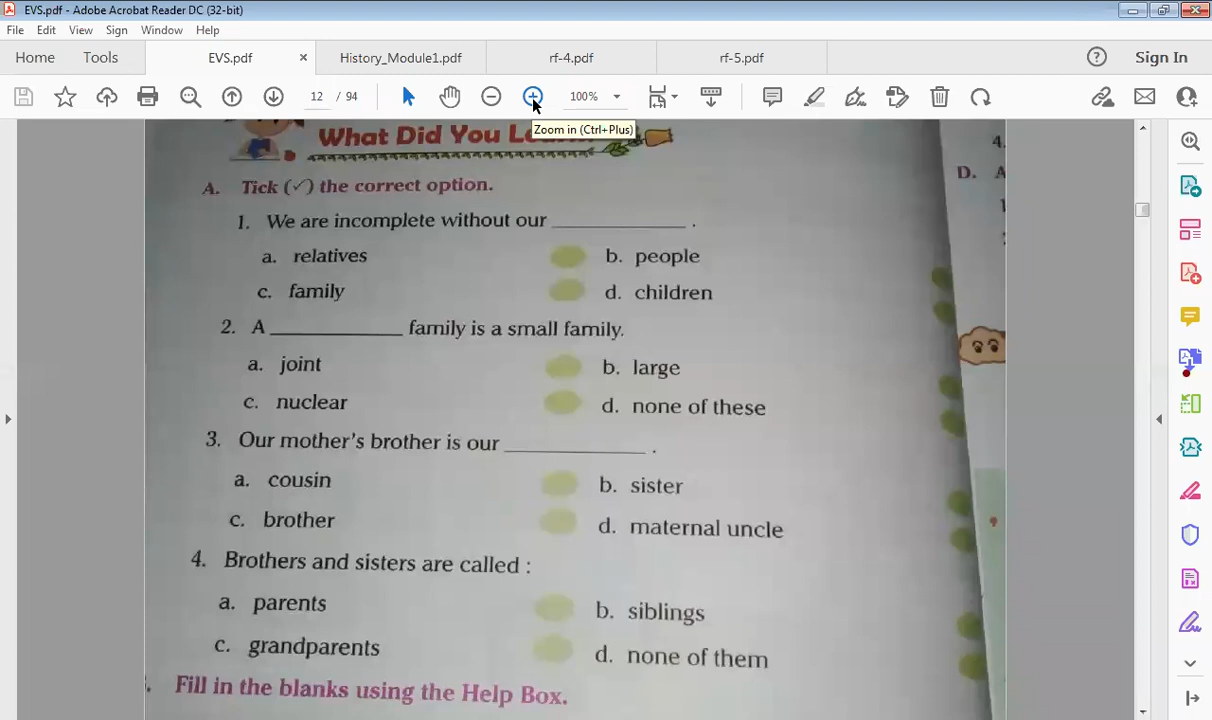 EVS.pdf - Adobe Acrobat Reader DC (32-bit)
File Edit View Sign Window Help
Home Tools EVS.pdf × History_Module1.pdf rf-4.pdf rf-5.pdf ? Sign In
12 / 94 100%
Zoom in (Ctrl+Plus)
What Did You
4.
A. Tick (✓) the correct option.
D. A
1. We are incomplete without our ____________ .
a. relatives b. people
c. family d. children
2. A ____________ family is a small family.
a. joint b. large
c. nuclear d. none of these
3. Our mother's brother is our ____________ .
a. cousin b. sister
c. brother d. maternal uncle
4. Brothers and sisters are called :
a. parents b. siblings
c. grandparents d. none of them
Fill in the blanks using the Help Box.